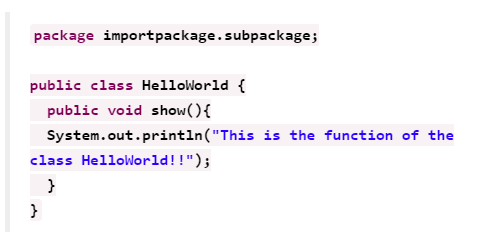 package importpackage.subpackage;
public class HelloWorld {
public void show(){
System.out.println("This is the function of the
class HelloWorld!!");
}
}